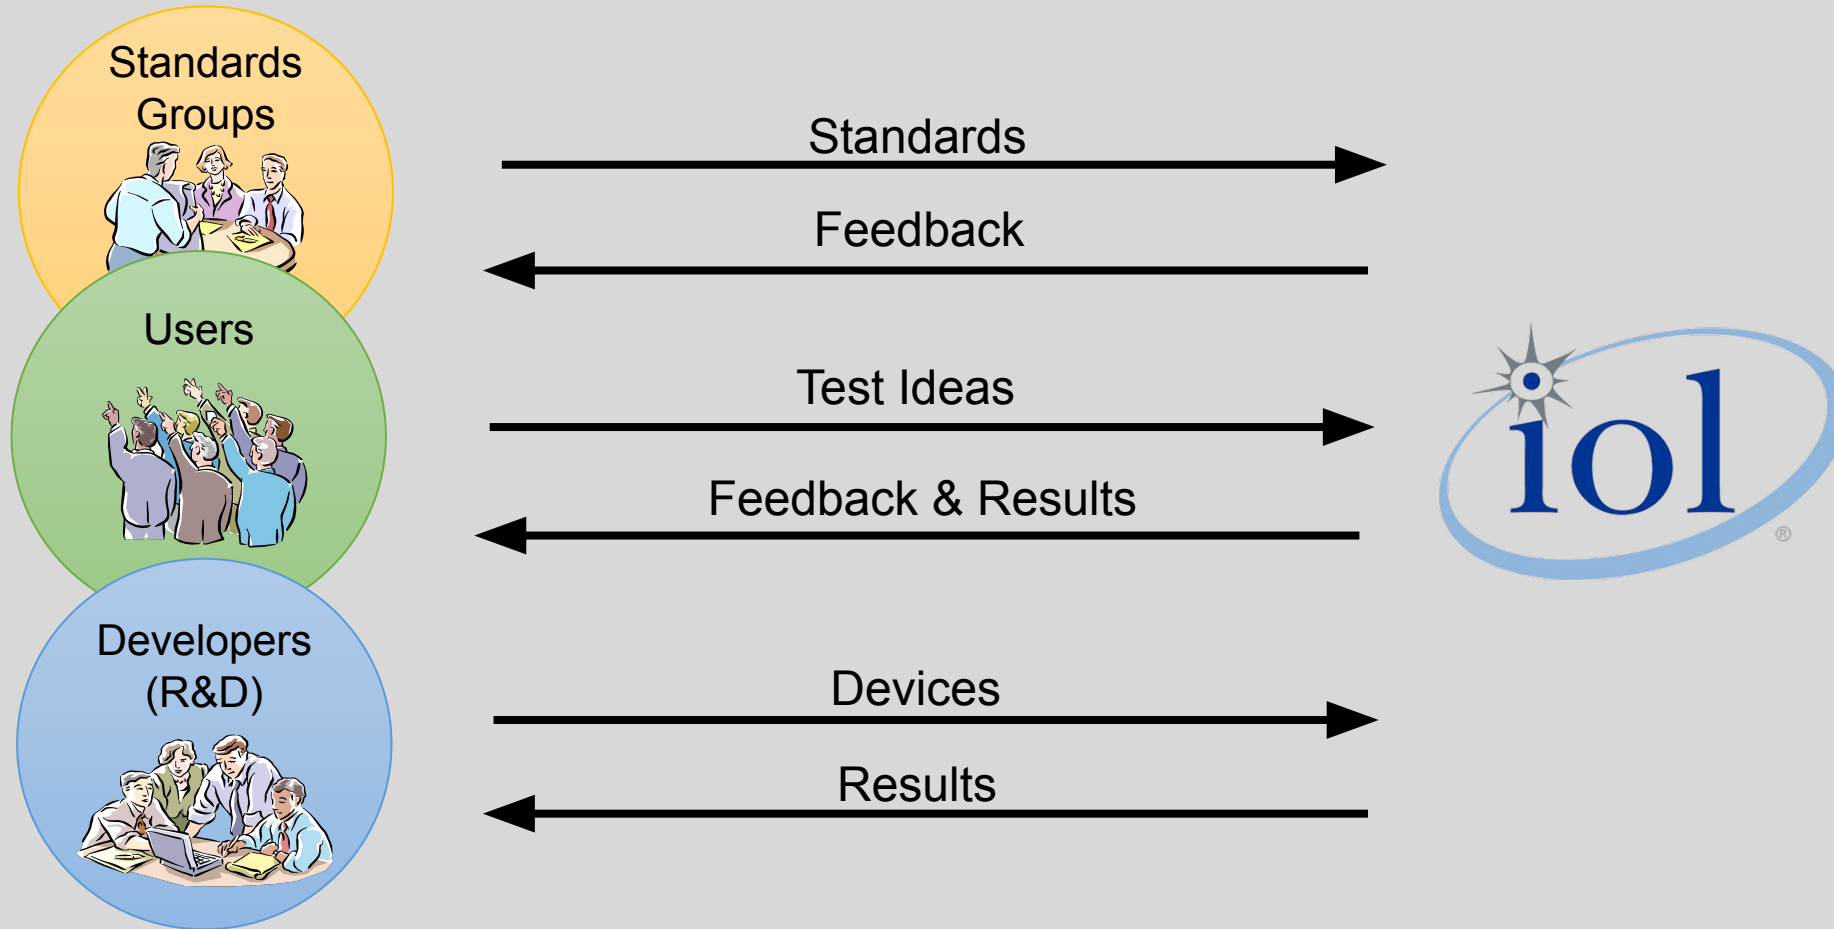 Standards
Groups
Standards
Feedback
Users
Test Ideas
Feedback & Results
iol
®
Developers
(R&D)
Devices
Results